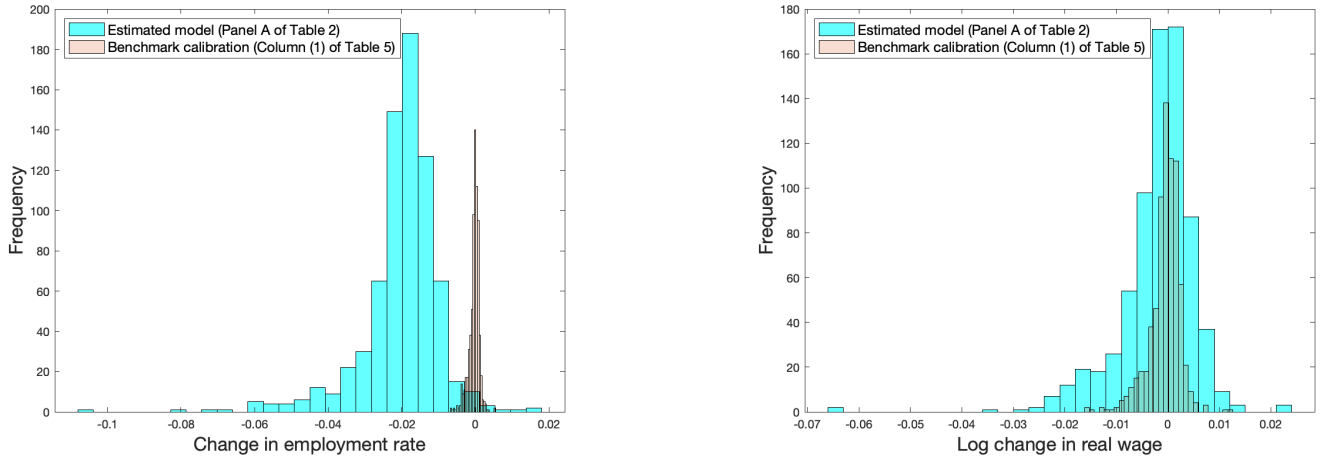 200
180
160
140
120
100
80
60
40
20
0
Frequency
Estimated model (Panel A of Table 2)
Benchmark calibration (Column (1) of Table 5)
-0.1 -0.08 -0.06 -0.04 -0.02 0 0.02
Change in employment rate
180
160
140
120
100
80
60
40
20
0
Frequency
Estimated model (Panel A of Table 2)
Benchmark calibration (Column (1) of Table 5)
-0.07 -0.06 -0.05 -0.04 -0.03 -0.02 -0.01 0 0.01 0.02
Log change in real wage